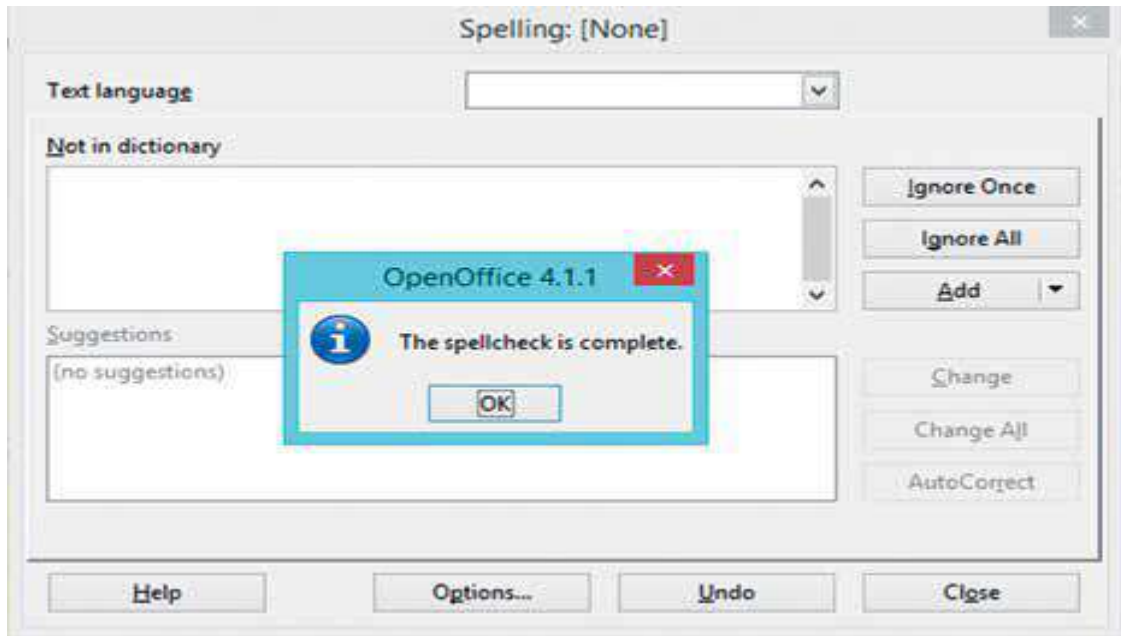 Spelling: [None]
Text language
Not in dictionary
Ignore Once
Ignore All
Add
OpenOffice 4.1.1
The spellcheck is complete.
OK
Suggestions
(no suggestions)
Change
Change All
AutoCorrect
Help
Options...
Undo
Close